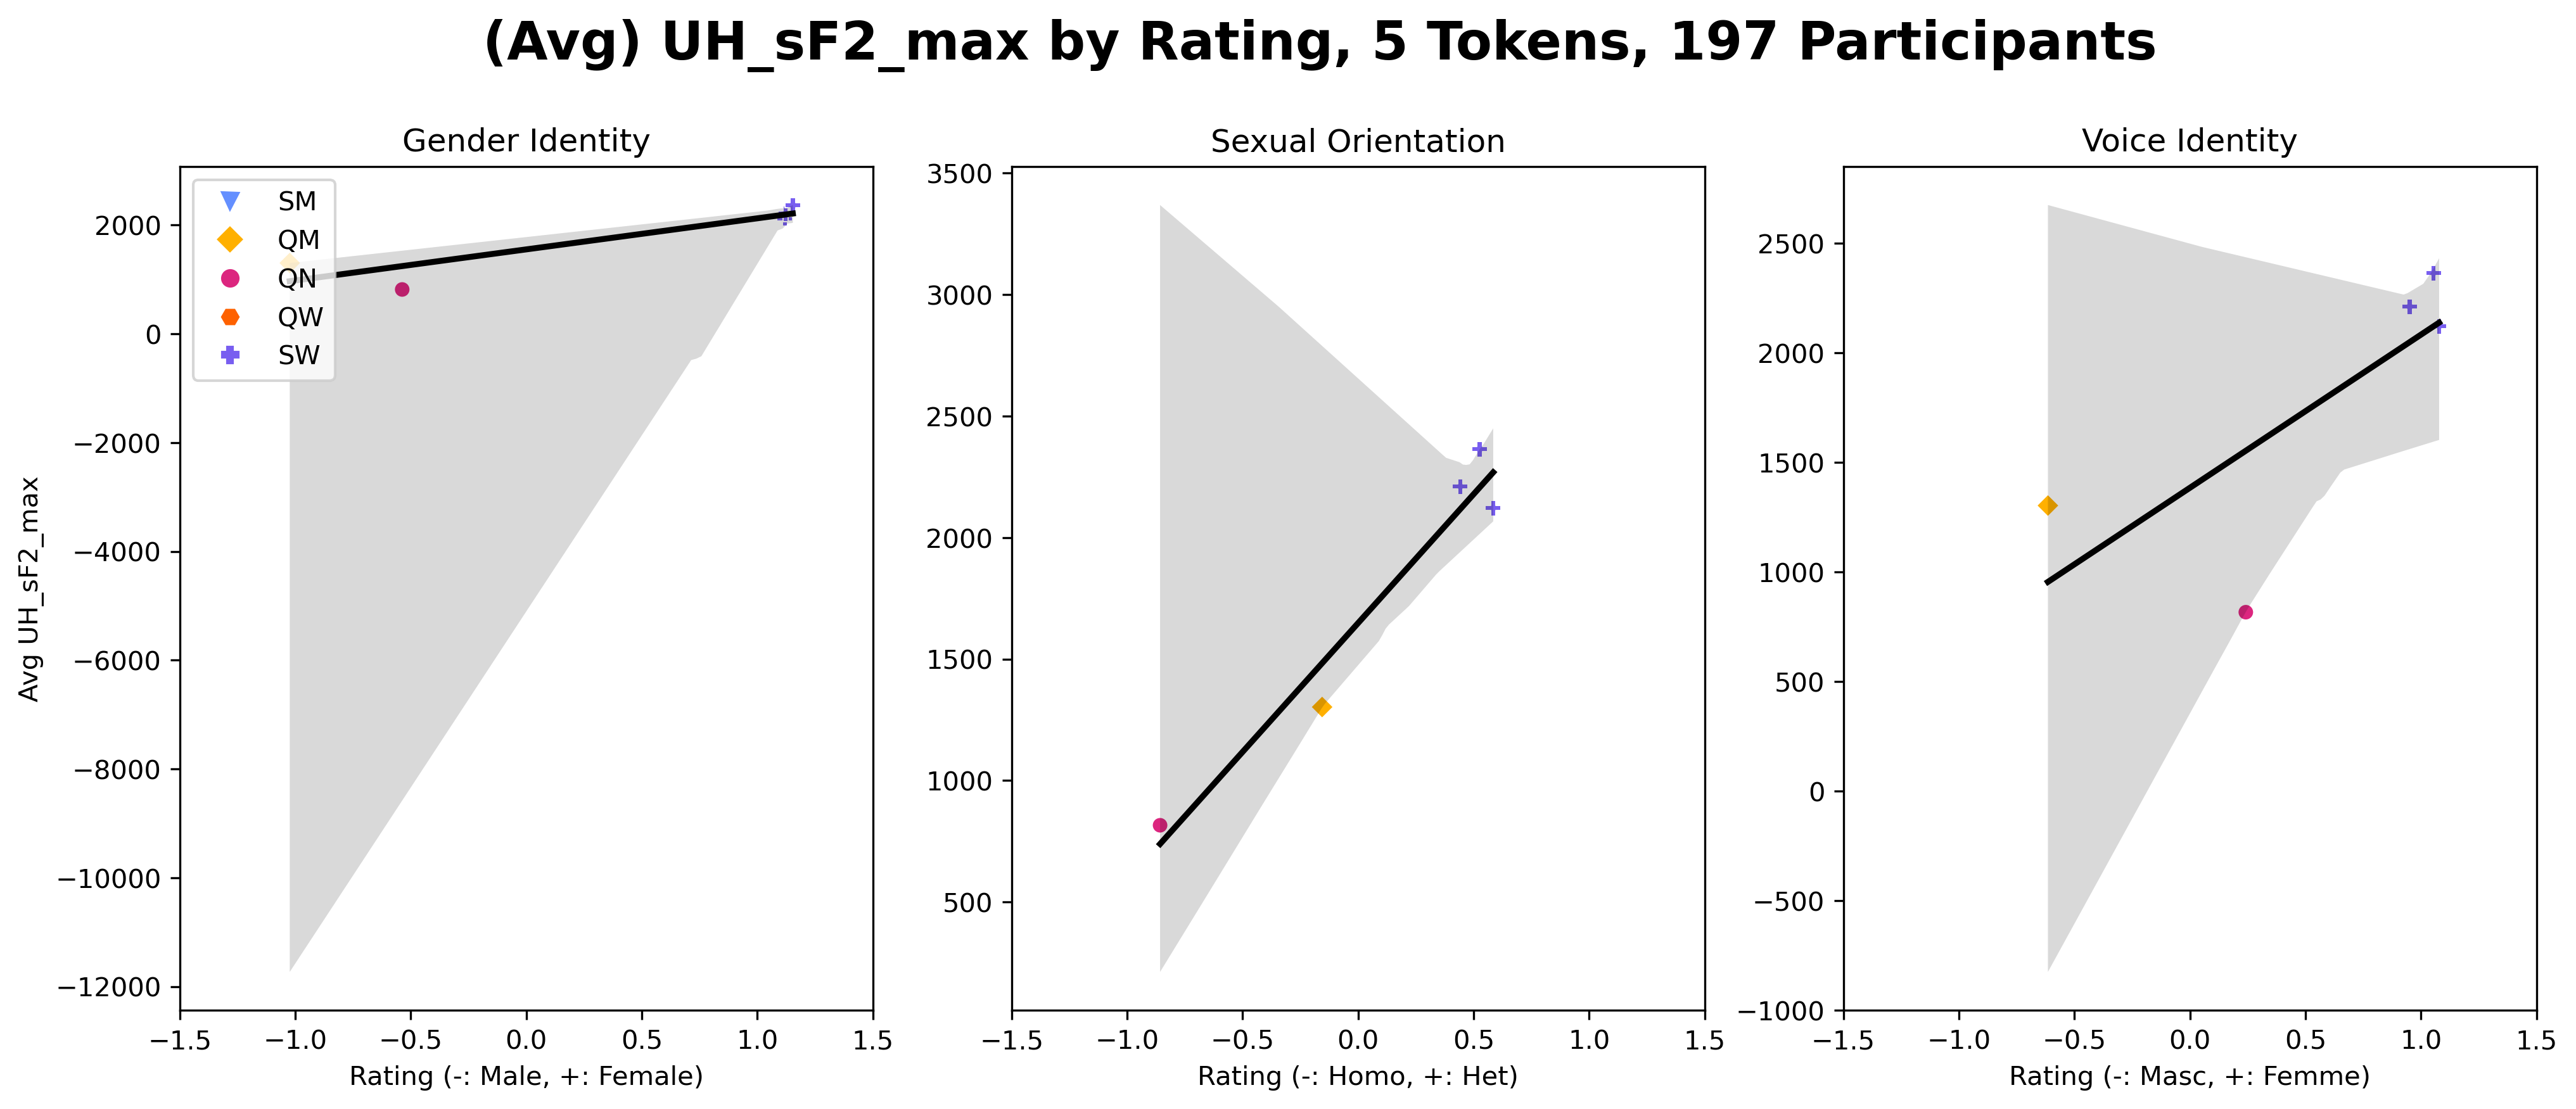 (Avg) UH_sF2_max by Rating, 5 Tokens, 197 Participants
Gender Identity
Avg UH_sF2_max
2000
0
−2000
−4000
−6000
−8000
−10000
−12000
SM
QM
QN
QW
SW
−1.5 −1.0 −0.5 0.0 0.5 1.0 1.5
Rating (-: Male, +: Female)
Sexual Orientation
3500
3000
2500
2000
1500
1000
500
−1.5 −1.0 −0.5 0.0 0.5 1.0 1.5
Rating (-: Homo, +: Het)
Voice Identity
2500
2000
1500
1000
500
0
−500
−1000
−1.5 −1.0 −0.5 0.0 0.5 1.0 1.5
Rating (-: Masc, +: Femme)